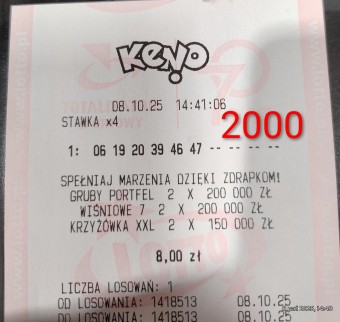 KENO
08.10.25 14:41:06
STAWKA x4
2000
1: 06 19 20 39 46 47 -- -- -- --
SPEŁNIAJ MARZENIA DZIĘKI ZDRAPKOM!
GRUBY PORTFEL 2 X 200 000 ZŁ
WIŚNIOWE 7 2 X 200 000 ZŁ
KRZYŻÓWKA XXL 2 X 150 000 ZŁ
8,00 zł
LICZBA LOSOWAŃ: 1
OD LOSOWANIA: 1418513 08.10.25
DO LOSOWANIA: 1418513 08.10.25